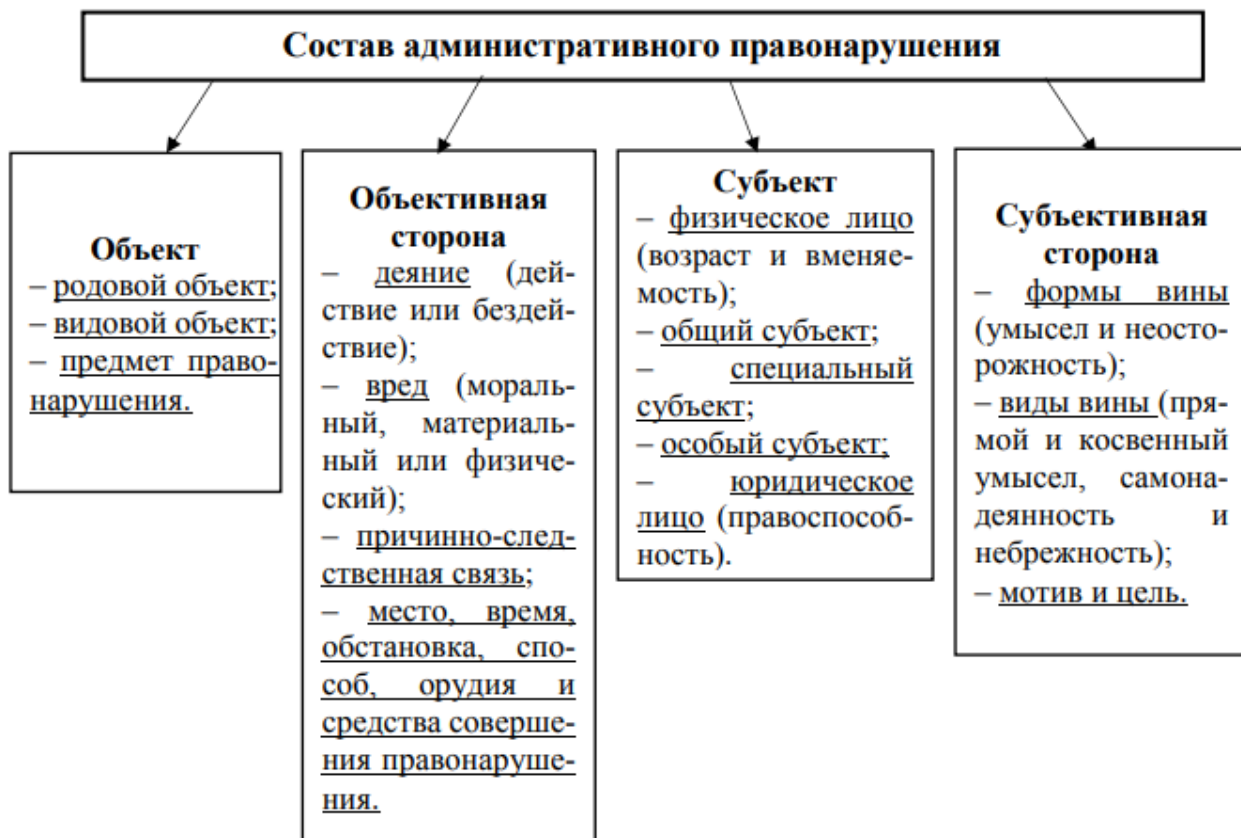 Состав административного правонарушения
Объект
– родовой объект;
– видовой объект;
– предмет право-
нарушения.
Объективная
сторона
– деяние (дей-
ствие или бездей-
ствие);
– вред (мораль-
ный, материаль-
ный или физиче-
ский);
– причинно-след-
ственная связь;
– место, время,
обстановка, спо-
соб, орудия и
средства соверше-
ния правонаруше-
ния.
Субъект
– физическое лицо
(возраст и вменяе-
мость);
– общий субъект;
– специальный
субъект;
– особый субъект;
– юридическое
лицо (правоспособ-
ность).
Субъективная
сторона
– формы вины
(умысел и неосто-
рожность);
– виды вины (пря-
мой и косвенный
умысел, самона-
деянность и
небрежность);
– мотив и цель.